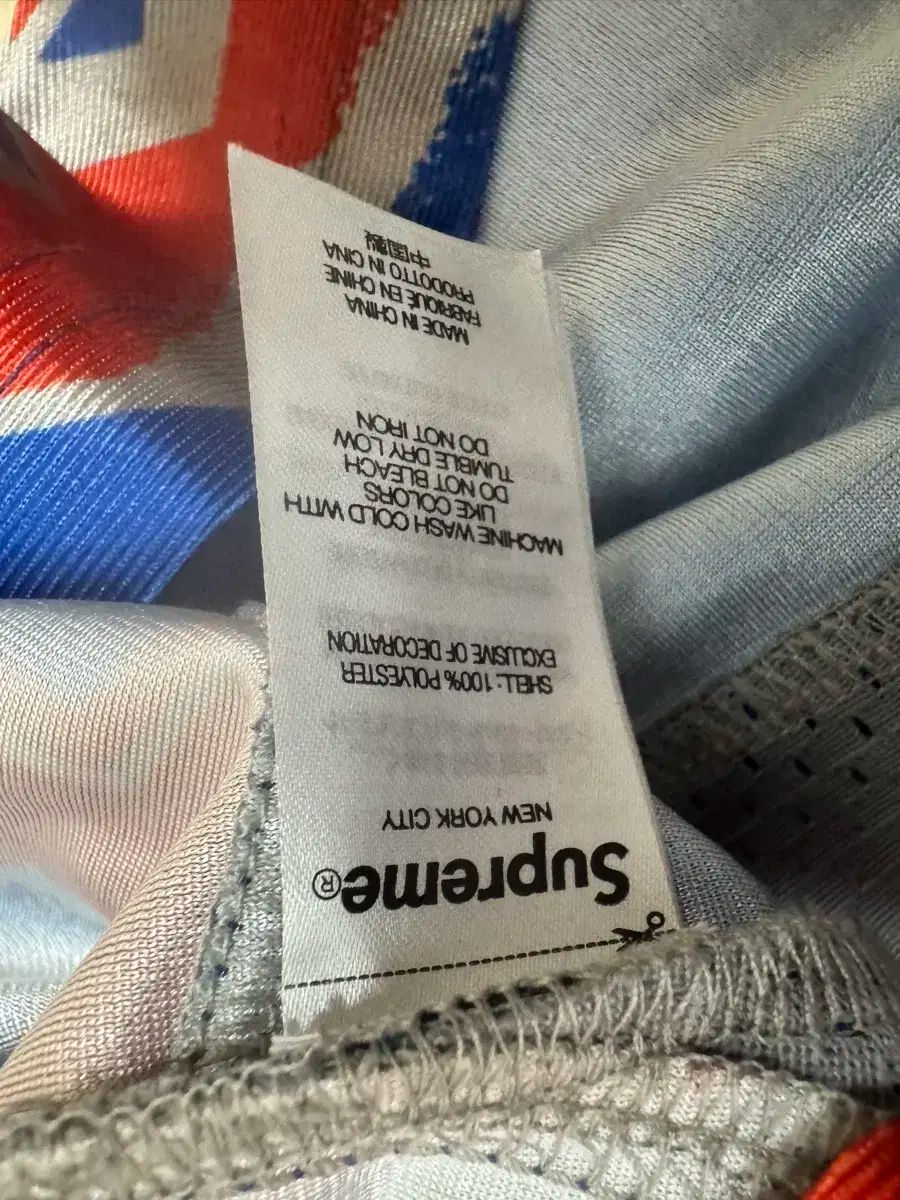 Supreme®
NEW YORK CITY
SHELL: 100% POLYESTER
EXCLUSIVE OF DECORATION
MACHINE WASH COLD WITH
LIKE COLORS
DO NOT BLEACH
TUMBLE DRY LOW
DO NOT IRON
MADE IN CHINA
FABRIQUE EN CHINE
PRODOTTO IN CINA
中国製